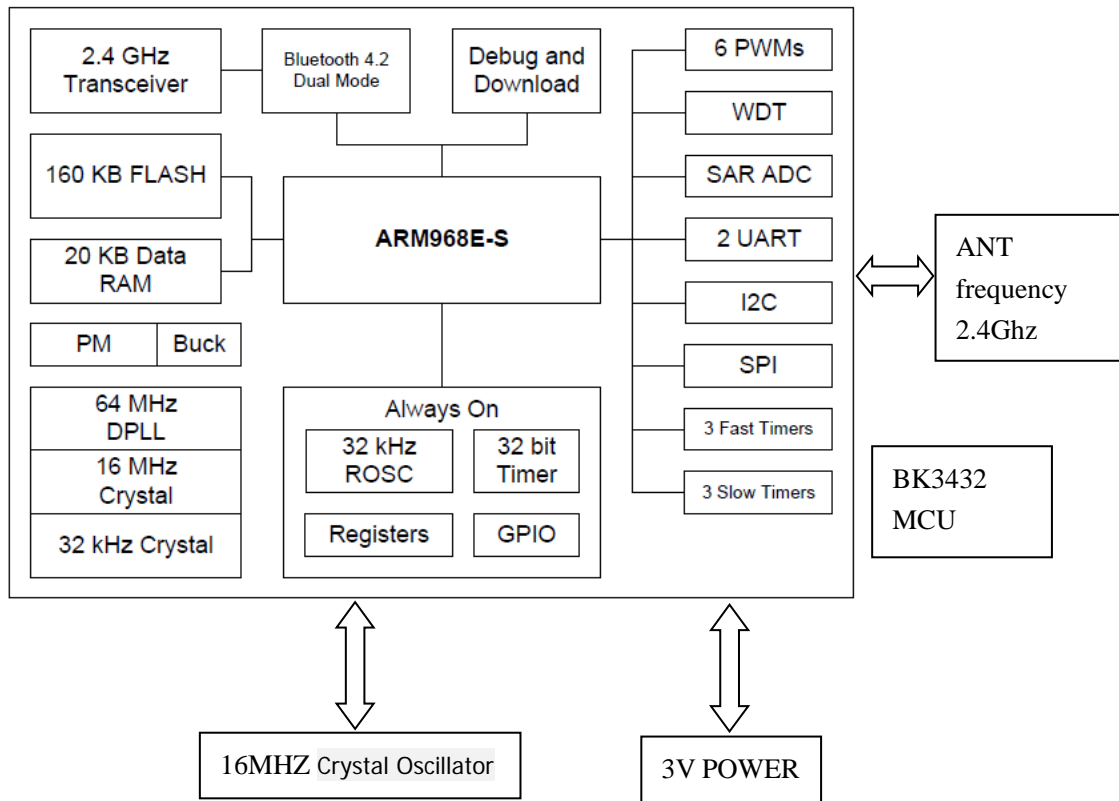 2.4 GHz
Transceiver
Bluetooth 4.2
Dual Mode
Debug and
Download
160 KB FLASH
20 KB Data
RAM
PM
Buck
64 MHz
DPLL
16 MHz
Crystal
32 kHz Crystal
ARM968E-S
Always On
32 kHz
ROSC
32 bit
Timer
Registers
GPIO
6 PWMs
WDT
SAR ADC
2 UART
I2C
SPI
3 Fast Timers
3 Slow Timers
ANT
frequency
2.4Ghz
BK3432
MCU
16MHZ Crystal Oscillator
3V POWER